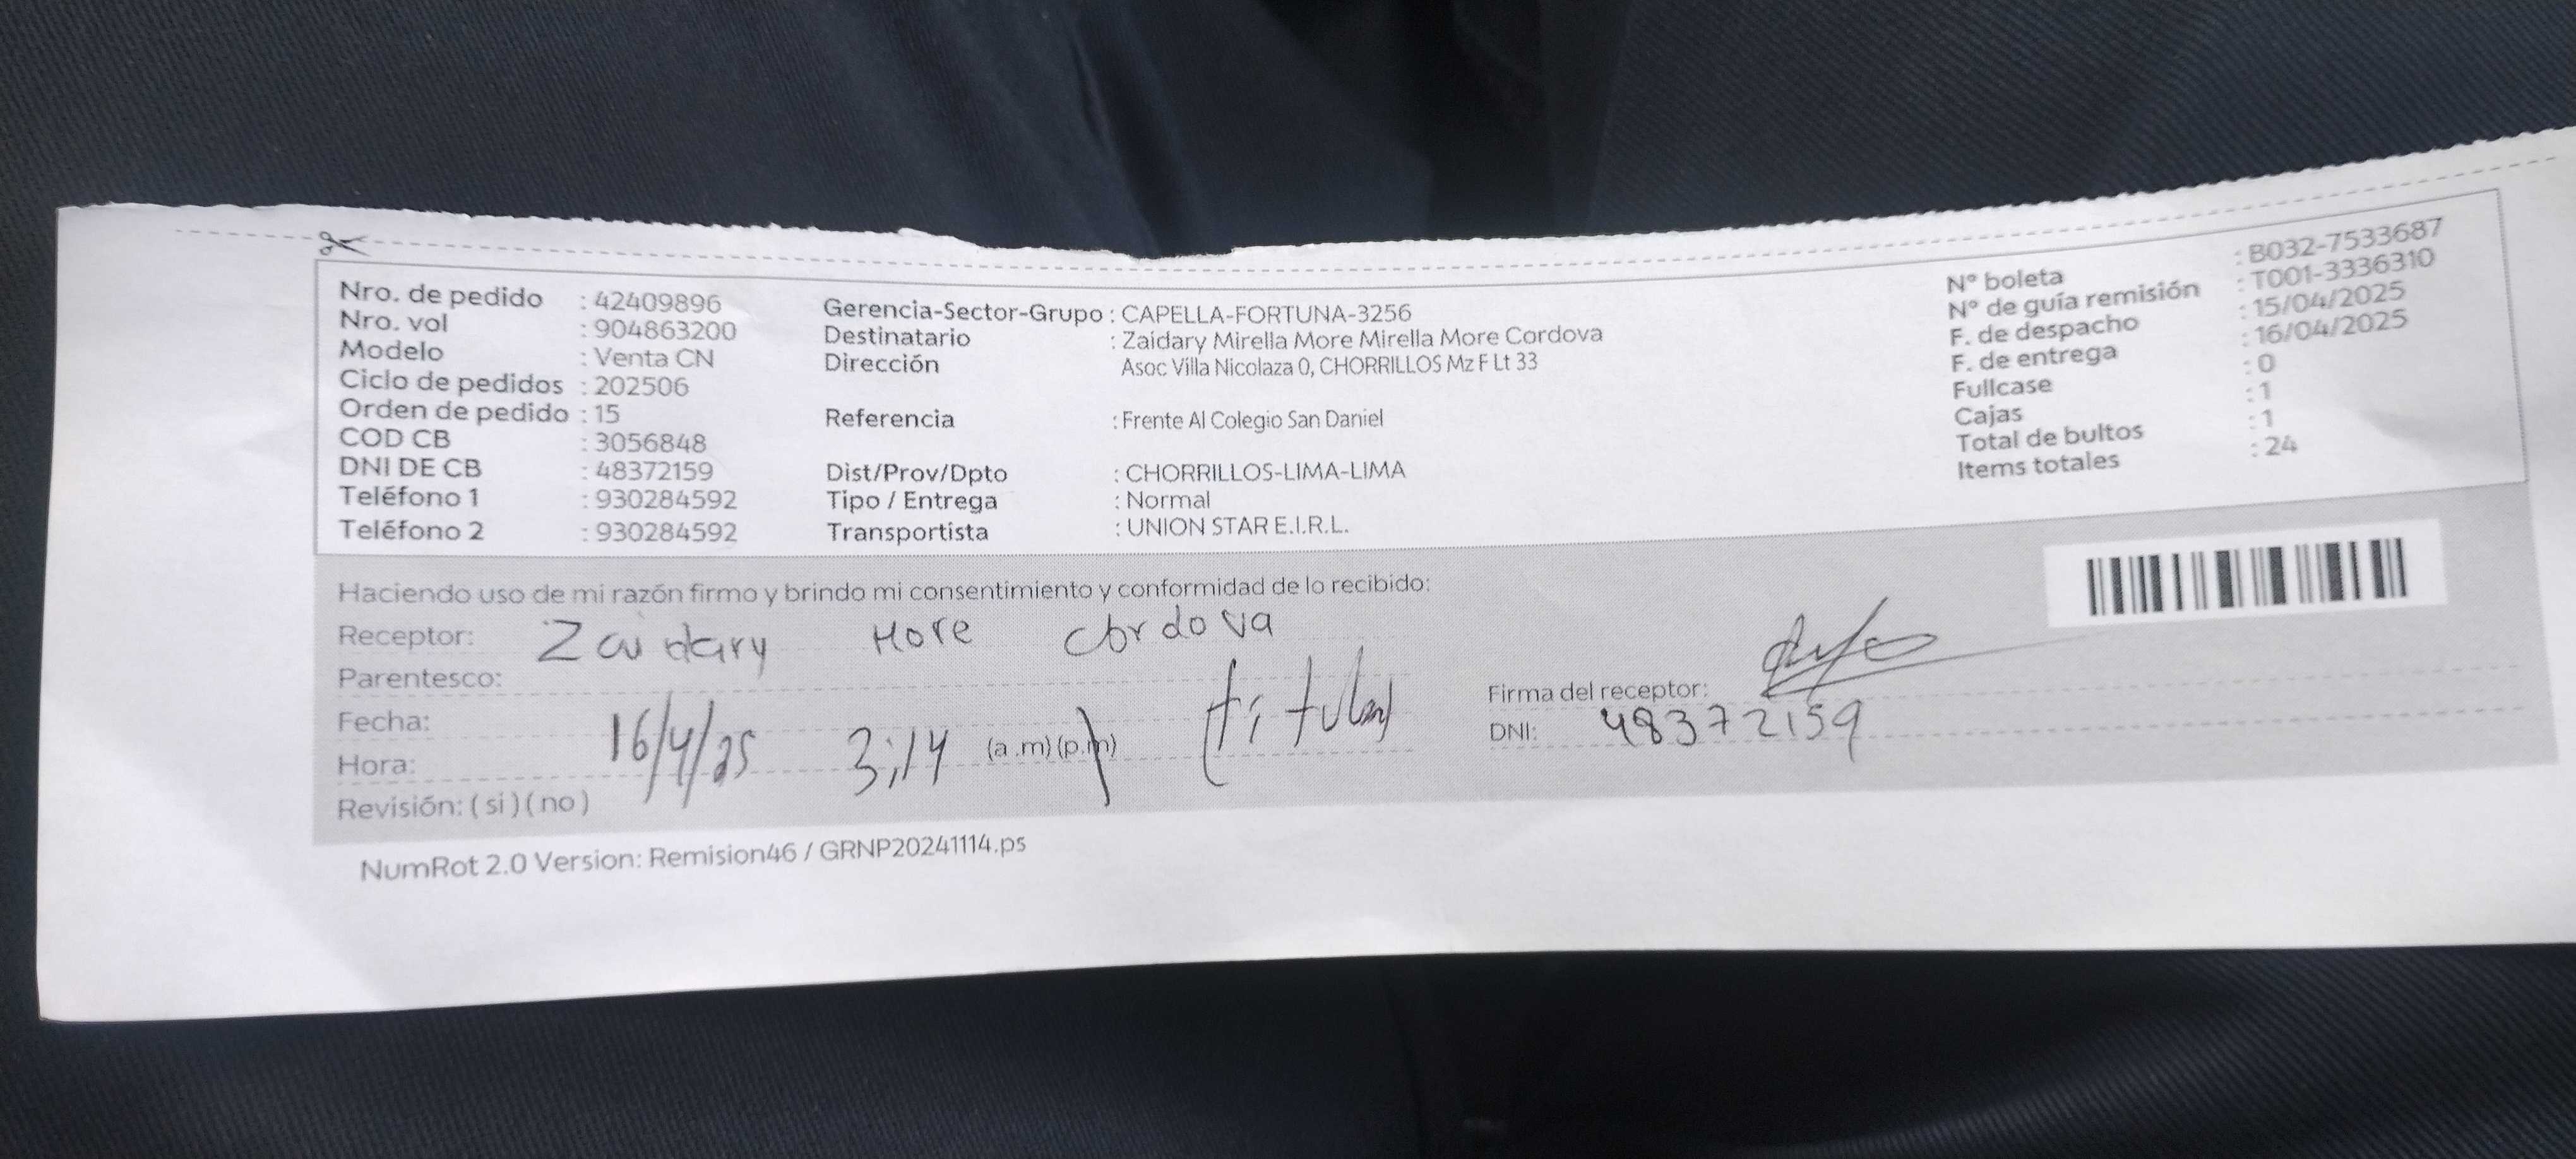 Nro. de pedido : 42409896
Nro. vol : 904863200
Modelo : Venta CN
Ciclo de pedidos : 202506
Orden de pedido : 15
COD CB : 3056848
DNI DE CB : 48372159
Teléfono 1 : 930284592
Teléfono 2 : 930284592
Gerencia-Sector-Grupo : CAPELLA-FORTUNA-3256
Destinatario : Zaidary Mirella More Mirella More Cordova
Dirección Asoc Villa Nicolaza 0, CHORRILLOS Mz F Lt 33
Referencia : Frente Al Colegio San Daniel
Dist/Prov/Dpto : CHORRILLOS-LIMA-LIMA
Tipo / Entrega : Normal
Transportista : UNION STAR E.I.R.L.
N° boleta : B032-7533687
N° de guía remisión : T001-3336310
F. de despacho : 15/04/2025
F. de entrega : 16/04/2025
Fullcase : 0
Cajas : 1
Total de bultos : 1
Items totales : 24
Haciendo uso de mi razón firmo y brindo mi consentimiento y conformidad de lo recibido:
Receptor: Zaidary More Cordova
Parentesco: titular
Fecha: 16/4/25
Hora: 3:14 (a.m) (p.m)
Revisión: ( si ) ( no )
Firma del receptor:
DNI: 48372159
NumRot 2.0 Version: Remision46 / GRNP20241114.ps